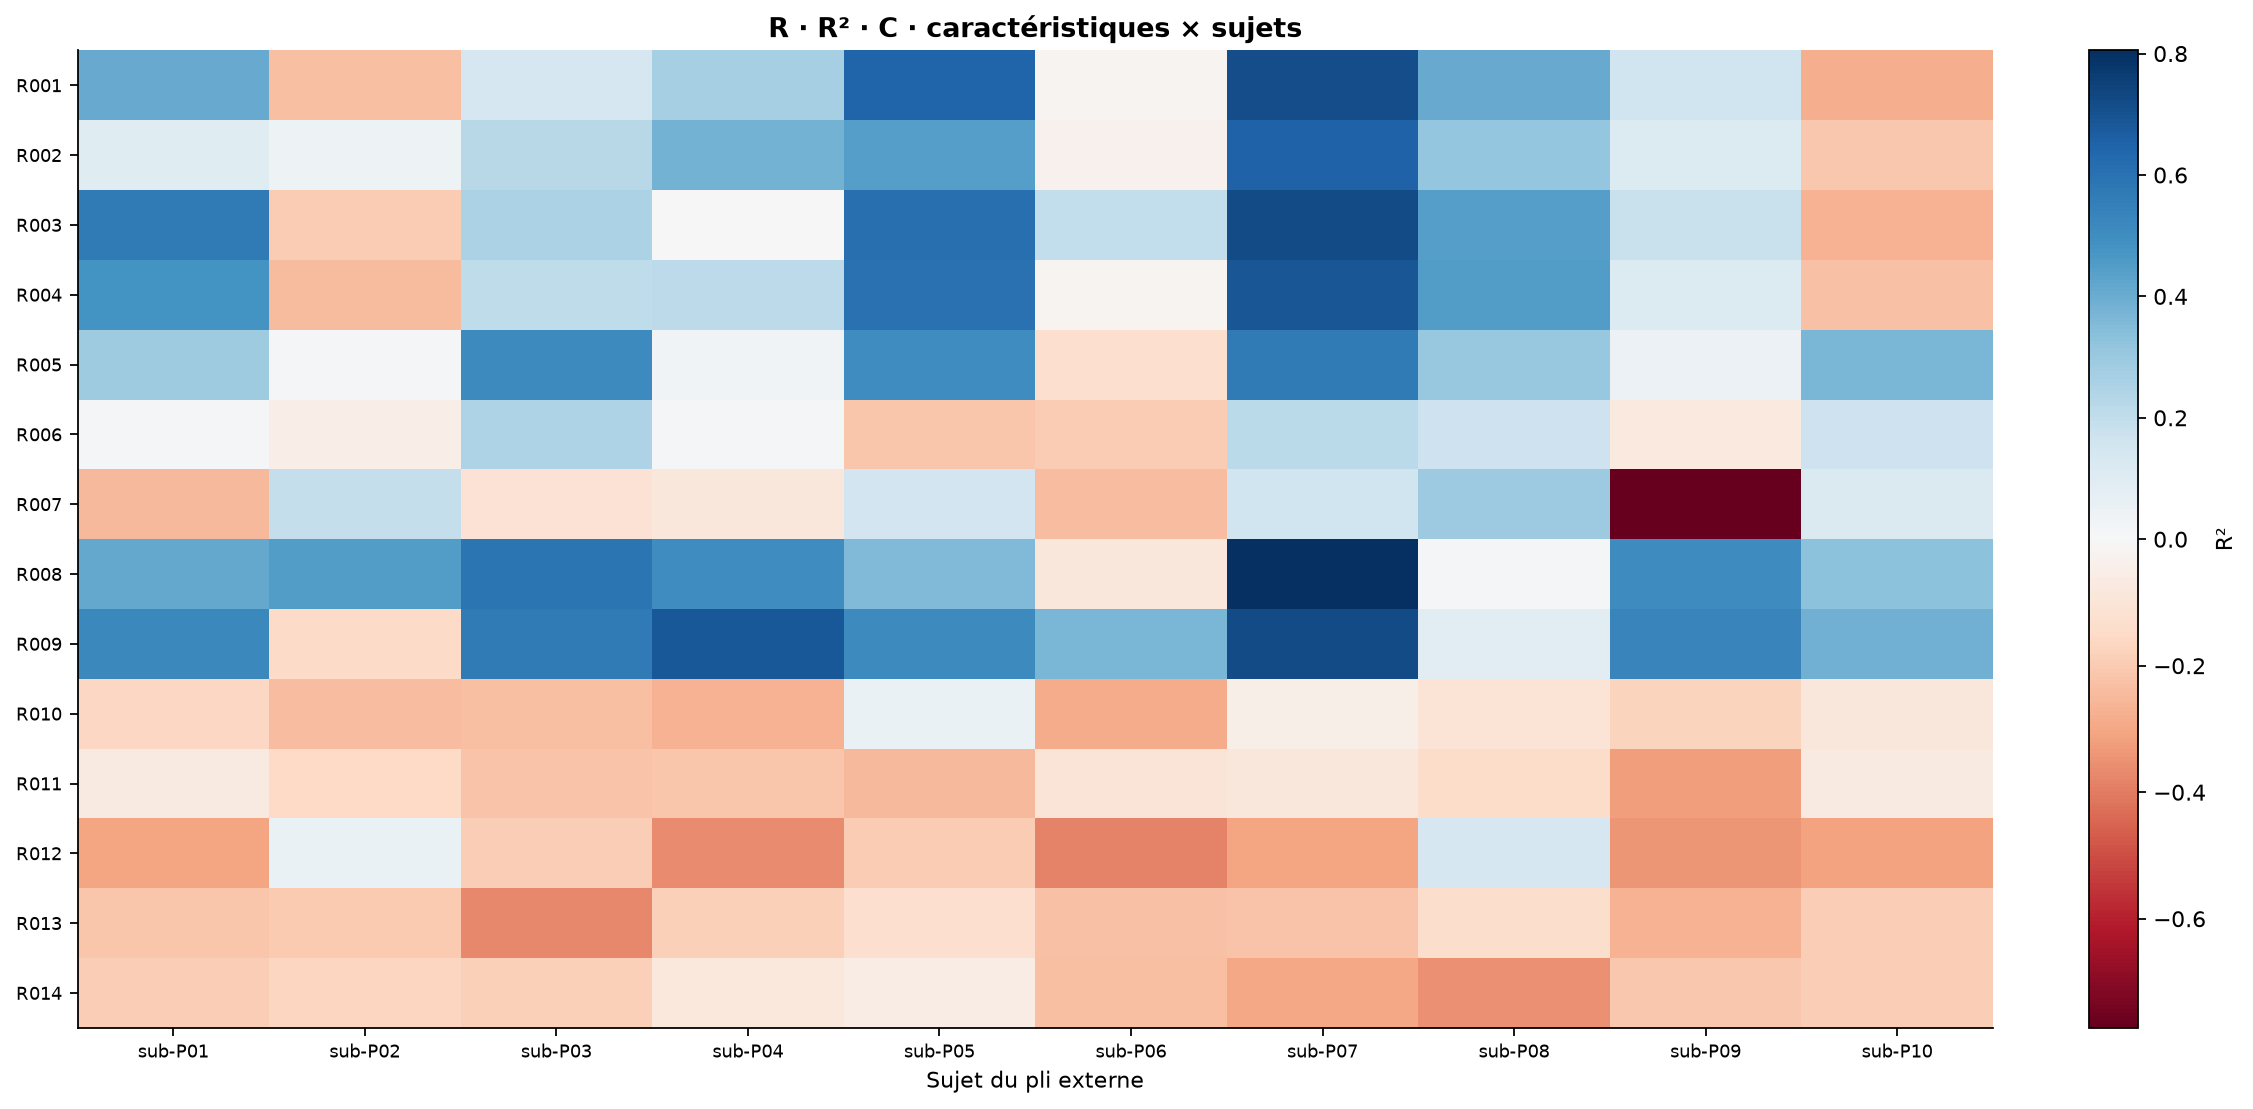 R · R² · C · caractéristiques × sujets
R001
R002
R003
R004
R005
R006
R007
R008
R009
R010
R011
R012
R013
R014
sub-P01 sub-P02 sub-P03 sub-P04 sub-P05 sub-P06 sub-P07 sub-P08 sub-P09 sub-P10
Sujet du pli externe
0.8
0.6
0.4
0.2
0.0
−0.2
−0.4
−0.6
R²